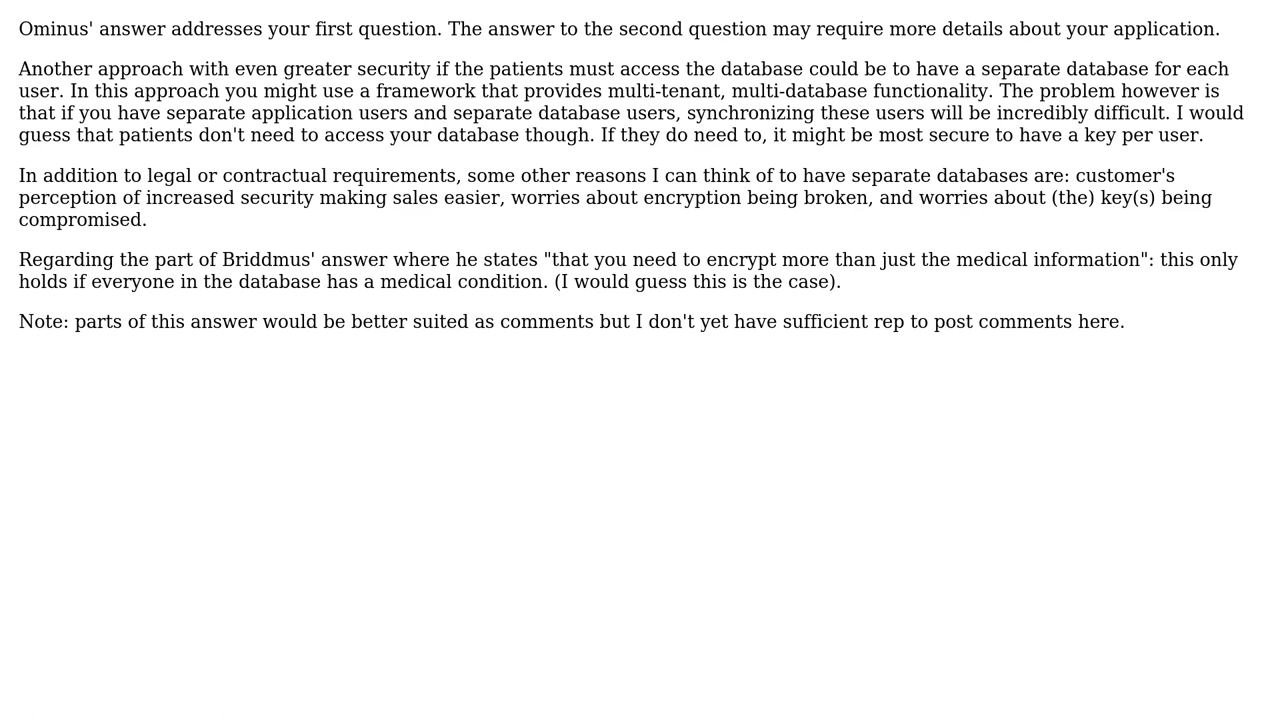 Ominus' answer addresses your first question. The answer to the second question may require more details about your application.
Another approach with even greater security if the patients must access the database could be to have a separate database for each
user. In this approach you might use a framework that provides multi-tenant, multi-database functionality. The problem however is
that if you have separate application users and separate database users, synchronizing these users will be incredibly difficult. I would
guess that patients don't need to access your database though. If they do need to, it might be most secure to have a key per user.
In addition to legal or contractual requirements, some other reasons I can think of to have separate databases are: customer's
perception of increased security making sales easier, worries about encryption being broken, and worries about (the) key(s) being
compromised.
Regarding the part of Briddmus' answer where he states "that you need to encrypt more than just the medical information": this only
holds if everyone in the database has a medical condition. (I would guess this is the case).
Note: parts of this answer would be better suited as comments but I don't yet have sufficient rep to post comments here.